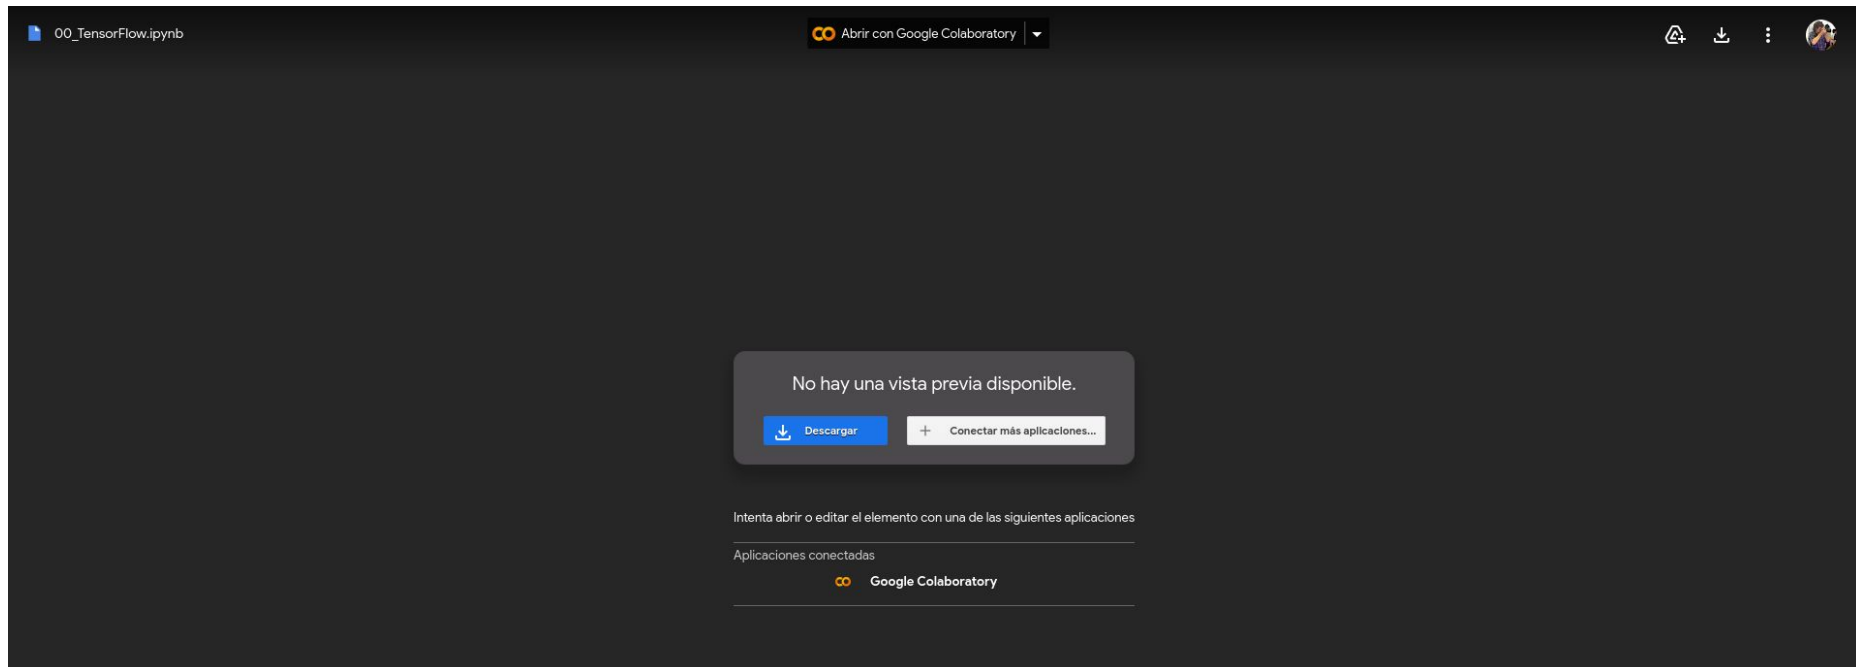 00_TensorFlow.ipynb
Abrir con Google Colaboratory
No hay una vista previa disponible.
Descargar
Conectar más aplicaciones...
Intenta abrir o editar el elemento con una de las siguientes aplicaciones
Aplicaciones conectadas
Google Colaboratory